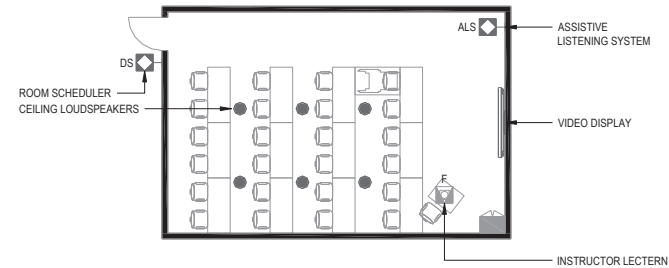 ALS
ASSISTIVE
LISTENING SYSTEM
DS
ROOM SCHEDULER
CEILING LOUDSPEAKERS
VIDEO DISPLAY
F
INSTRUCTOR LECTERN